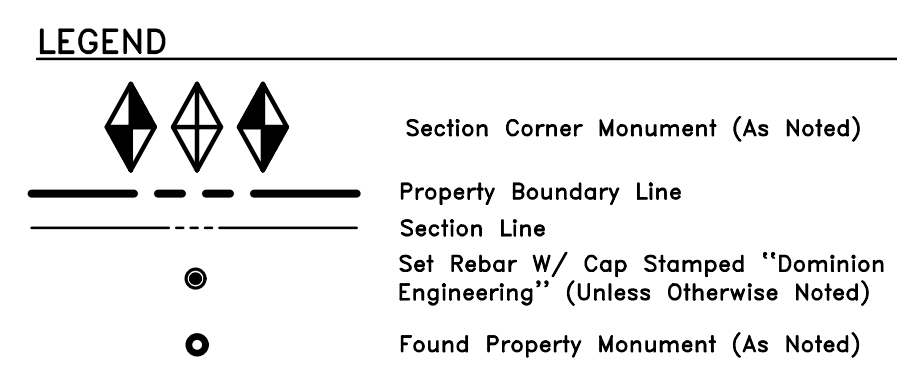 LEGEND
Section Corner Monument (As Noted)
Property Boundary Line
Section Line
Set Rebar W/ Cap Stamped "Dominion
Engineering" (Unless Otherwise Noted)
Found Property Monument (As Noted)